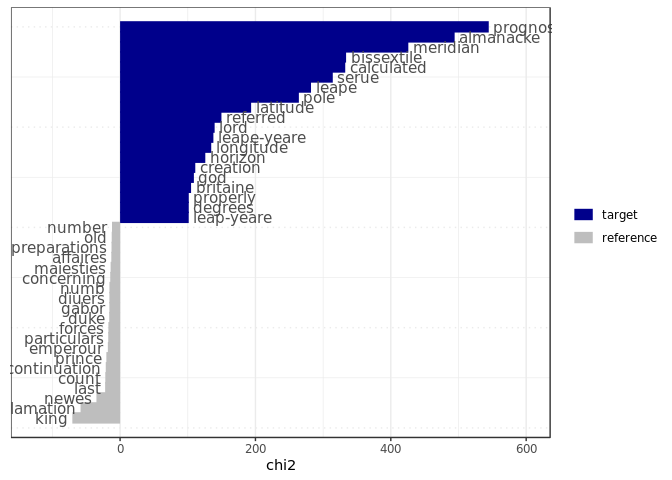 prognos
almanacke
meridian
bissextile
calculated
serue
leape
pole
latitude
referred
lord
leape-yeare
longitude
horizon
creation
god
britaine
properly
degrees
leap-yeare
number
old
preparations
affaires
maiesties
concerning
numb
diuers
gabor
duke
forces
particulars
emperour
prince
continuation
count
last
newes
lamation
king
0
200
400
600
chi2
target
reference